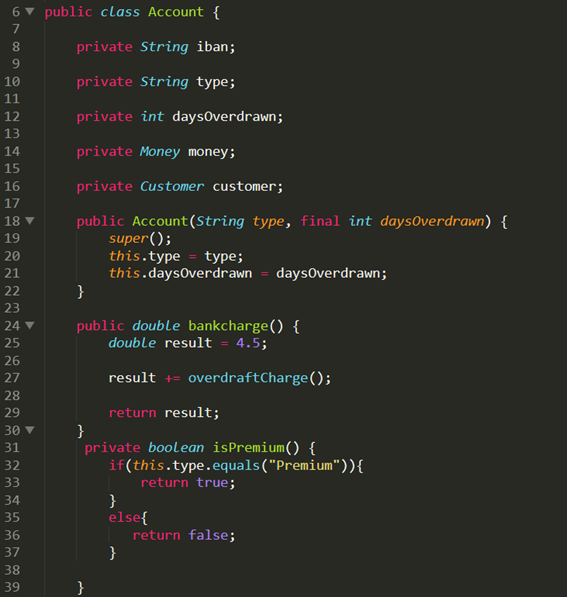 6 public class Account {
7
8 private String iban;
9
10 private String type;
11
12 private int daysOverdrawn;
13
14 private Money money;
15
16 private Customer customer;
17
18 public Account(String type, final int daysOverdrawn) {
19 super();
20 this.type = type;
21 this.daysOverdrawn = daysOverdrawn;
22 }
23
24 public double bankcharge() {
25 double result = 4.5;
26
27 result += overdraftCharge();
28
29 return result;
30 }
31 private boolean isPremium() {
32 if(this.type.equals("Premium")){
33 return true;
34 }
35 else{
36 return false;
37 }
38
39 }